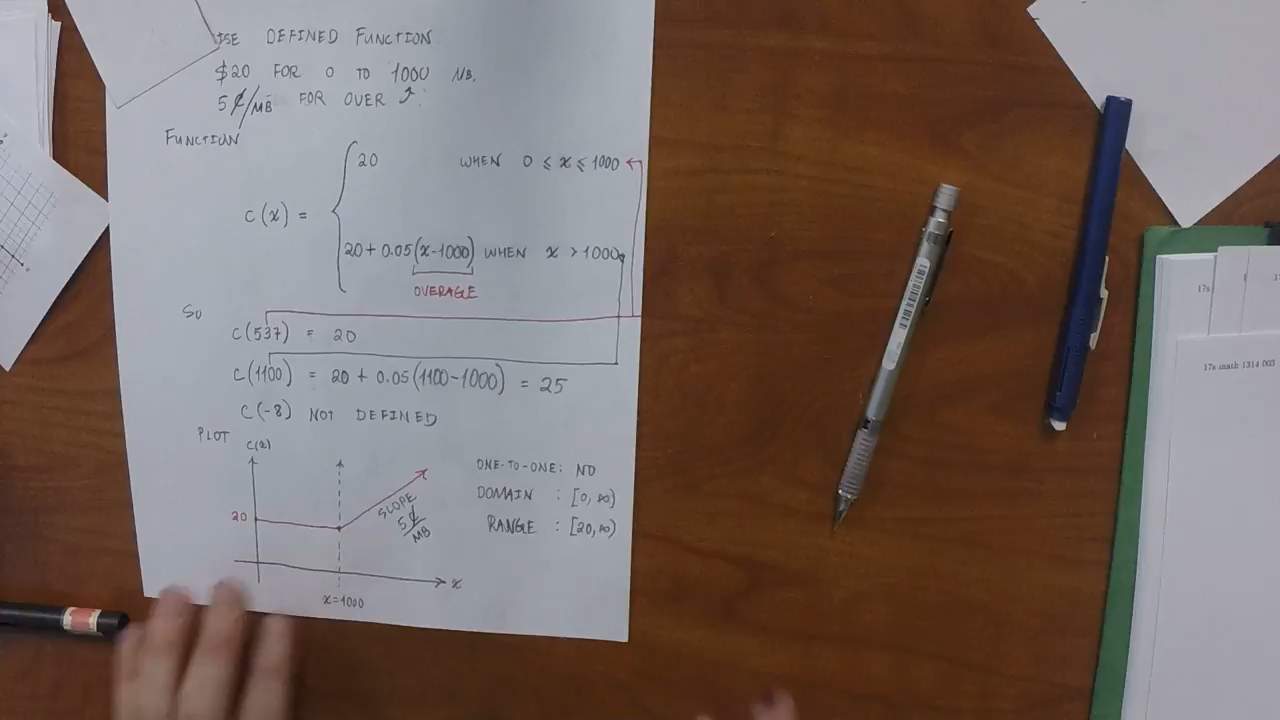 DEFINED FUNCTION
$20 FOR 0 TO 1000 MB.
5¢/MB FOR OVER ⤴.
FUNCTION
C(x) =
20 WHEN 0 ≤ x ≤ 1000
20 + 0.05(x-1000) WHEN x > 1000
OVERAGE
SO
C(537) = 20
C(1100) = 20 + 0.05(1100-1000) = 25
C(-8) NOT DEFINED
PLOT
C(x)
20
SLOPE
5¢/MB
x
x=1000
ONE-TO-ONE: NO
DOMAIN : [0, ∞)
RANGE : [20, ∞)
17s
17s math 1314 003